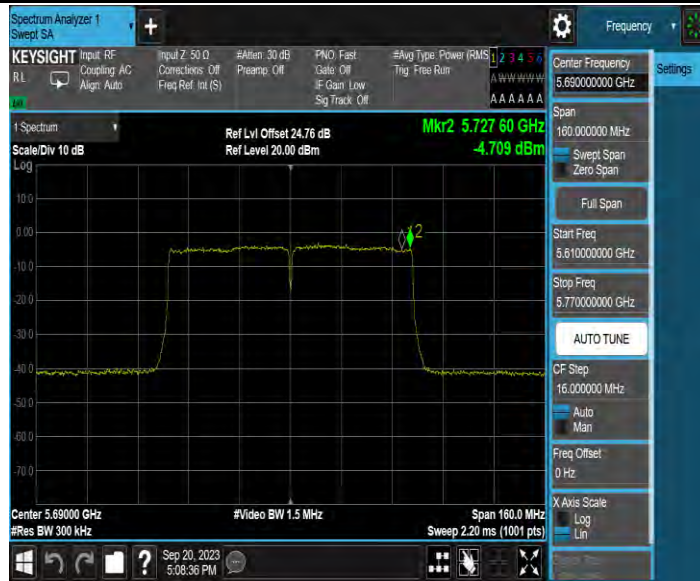 Spectrum Analyzer 1
Swept SA
+
Frequency
KEYSIGHT
RL
Input: RF
Coupling: AC
Align: Auto
Input Z: 50 Ω
Corrections: Off
Freq Ref: Int (S)
#Atten: 30 dB
Preamp: Off
PNO: Fast
Gate: Off
IF Gain: Low
Sig Track: Off
#Avg Type: Power (RMS
Trig: Free Run
1 2 3 4 5 6
A W W W W W
A A A A A A
1 Spectrum
Scale/Div 10 dB
Log
Ref Lvl Offset 24.76 dB
Ref Level 20.00 dBm
Mkr2 5.727 60 GHz
-4.709 dBm
10.0
0.00
-10.0
-20.0
-30.0
-40.0
-50.0
-60.0
-70.0
2
Center 5.69000 GHz
#Res BW 300 kHz
#Video BW 1.5 MHz
Span 160.0 MHz
Sweep 2.20 ms (1001 pts)
Center Frequency
5.690000000 GHz
Settings
Span
160.000000 MHz
Swept Span
Zero Span
Full Span
Start Freq
5.610000000 GHz
Stop Freq
5.770000000 GHz
AUTO TUNE
CF Step
16.000000 MHz
Auto
Man
Freq Offset
0 Hz
X Axis Scale
Log
Lin
?
Sep 20, 2023
5:08:36 PM